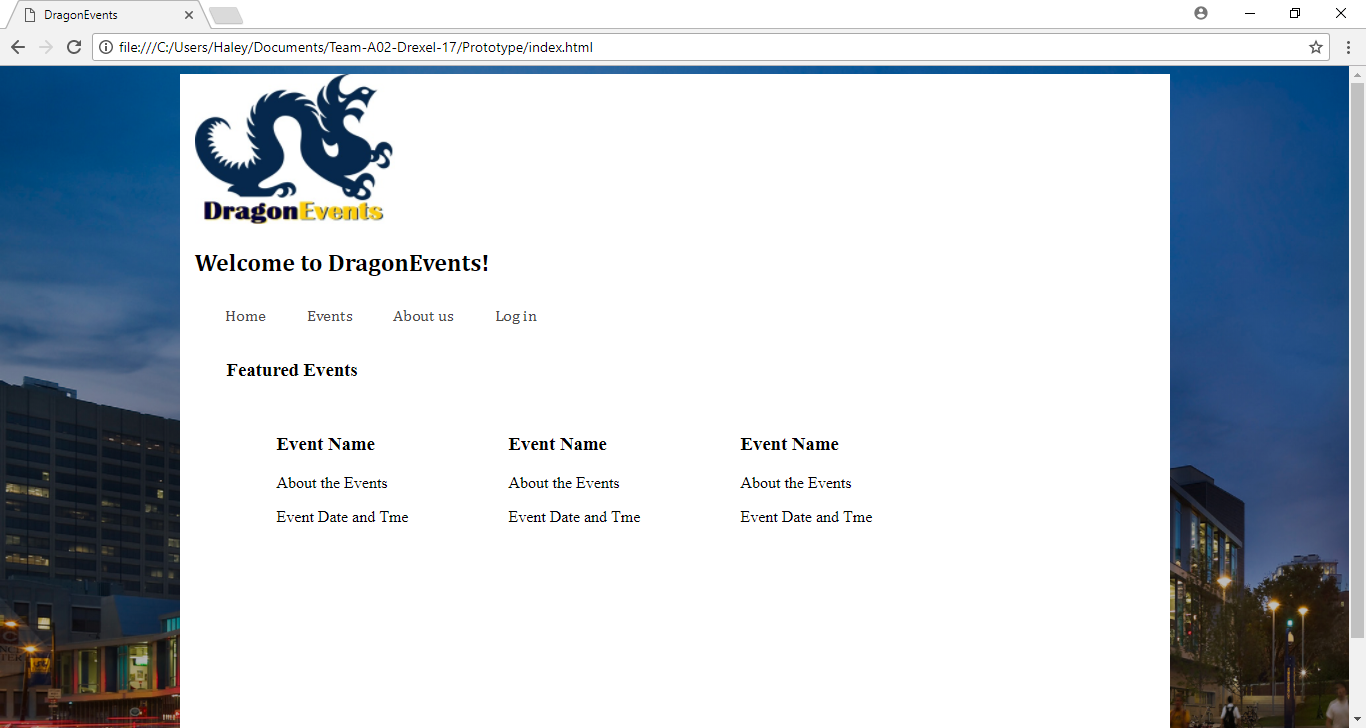 DragonEvents
file:///C:/Users/Haley/Documents/Team-A02-Drexel-17/Prototype/index.html
DragonEvents
Welcome to DragonEvents!
Home Events About us Log in
Featured Events
Event Name Event Name Event Name
About the Events About the Events About the Events
Event Date and Tme Event Date and Tme Event Date and Tme